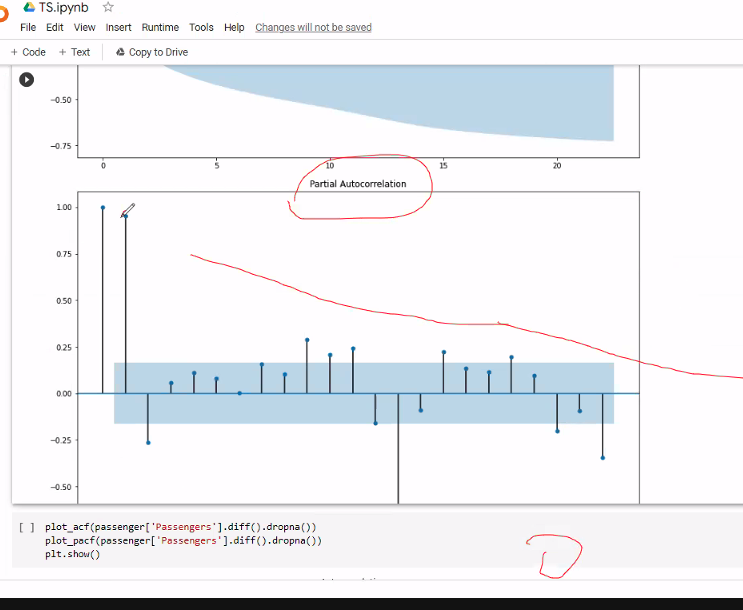 TS.ipynb
File Edit View Insert Runtime Tools Help Changes will not be saved
+ Code + Text Copy to Drive
−0.50
−0.75
0 5 10 15 20
Partial Autocorrelation
1.00
0.75
0.50
0.25
0.00
−0.25
−0.50
[ ] plot_acf(passenger['Passengers'].diff().dropna())
plot_pacf(passenger['Passengers'].diff().dropna())
plt.show()